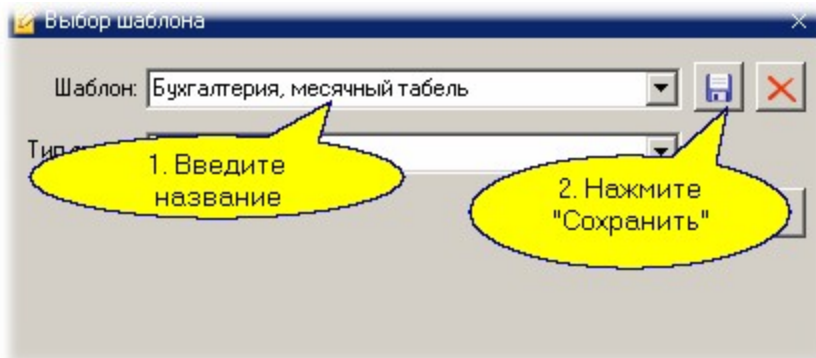 Выбор шаблона
Шаблон: Бухгалтерия, месячный табель
1. Введите
название
2. Нажмите
"Сохранить"